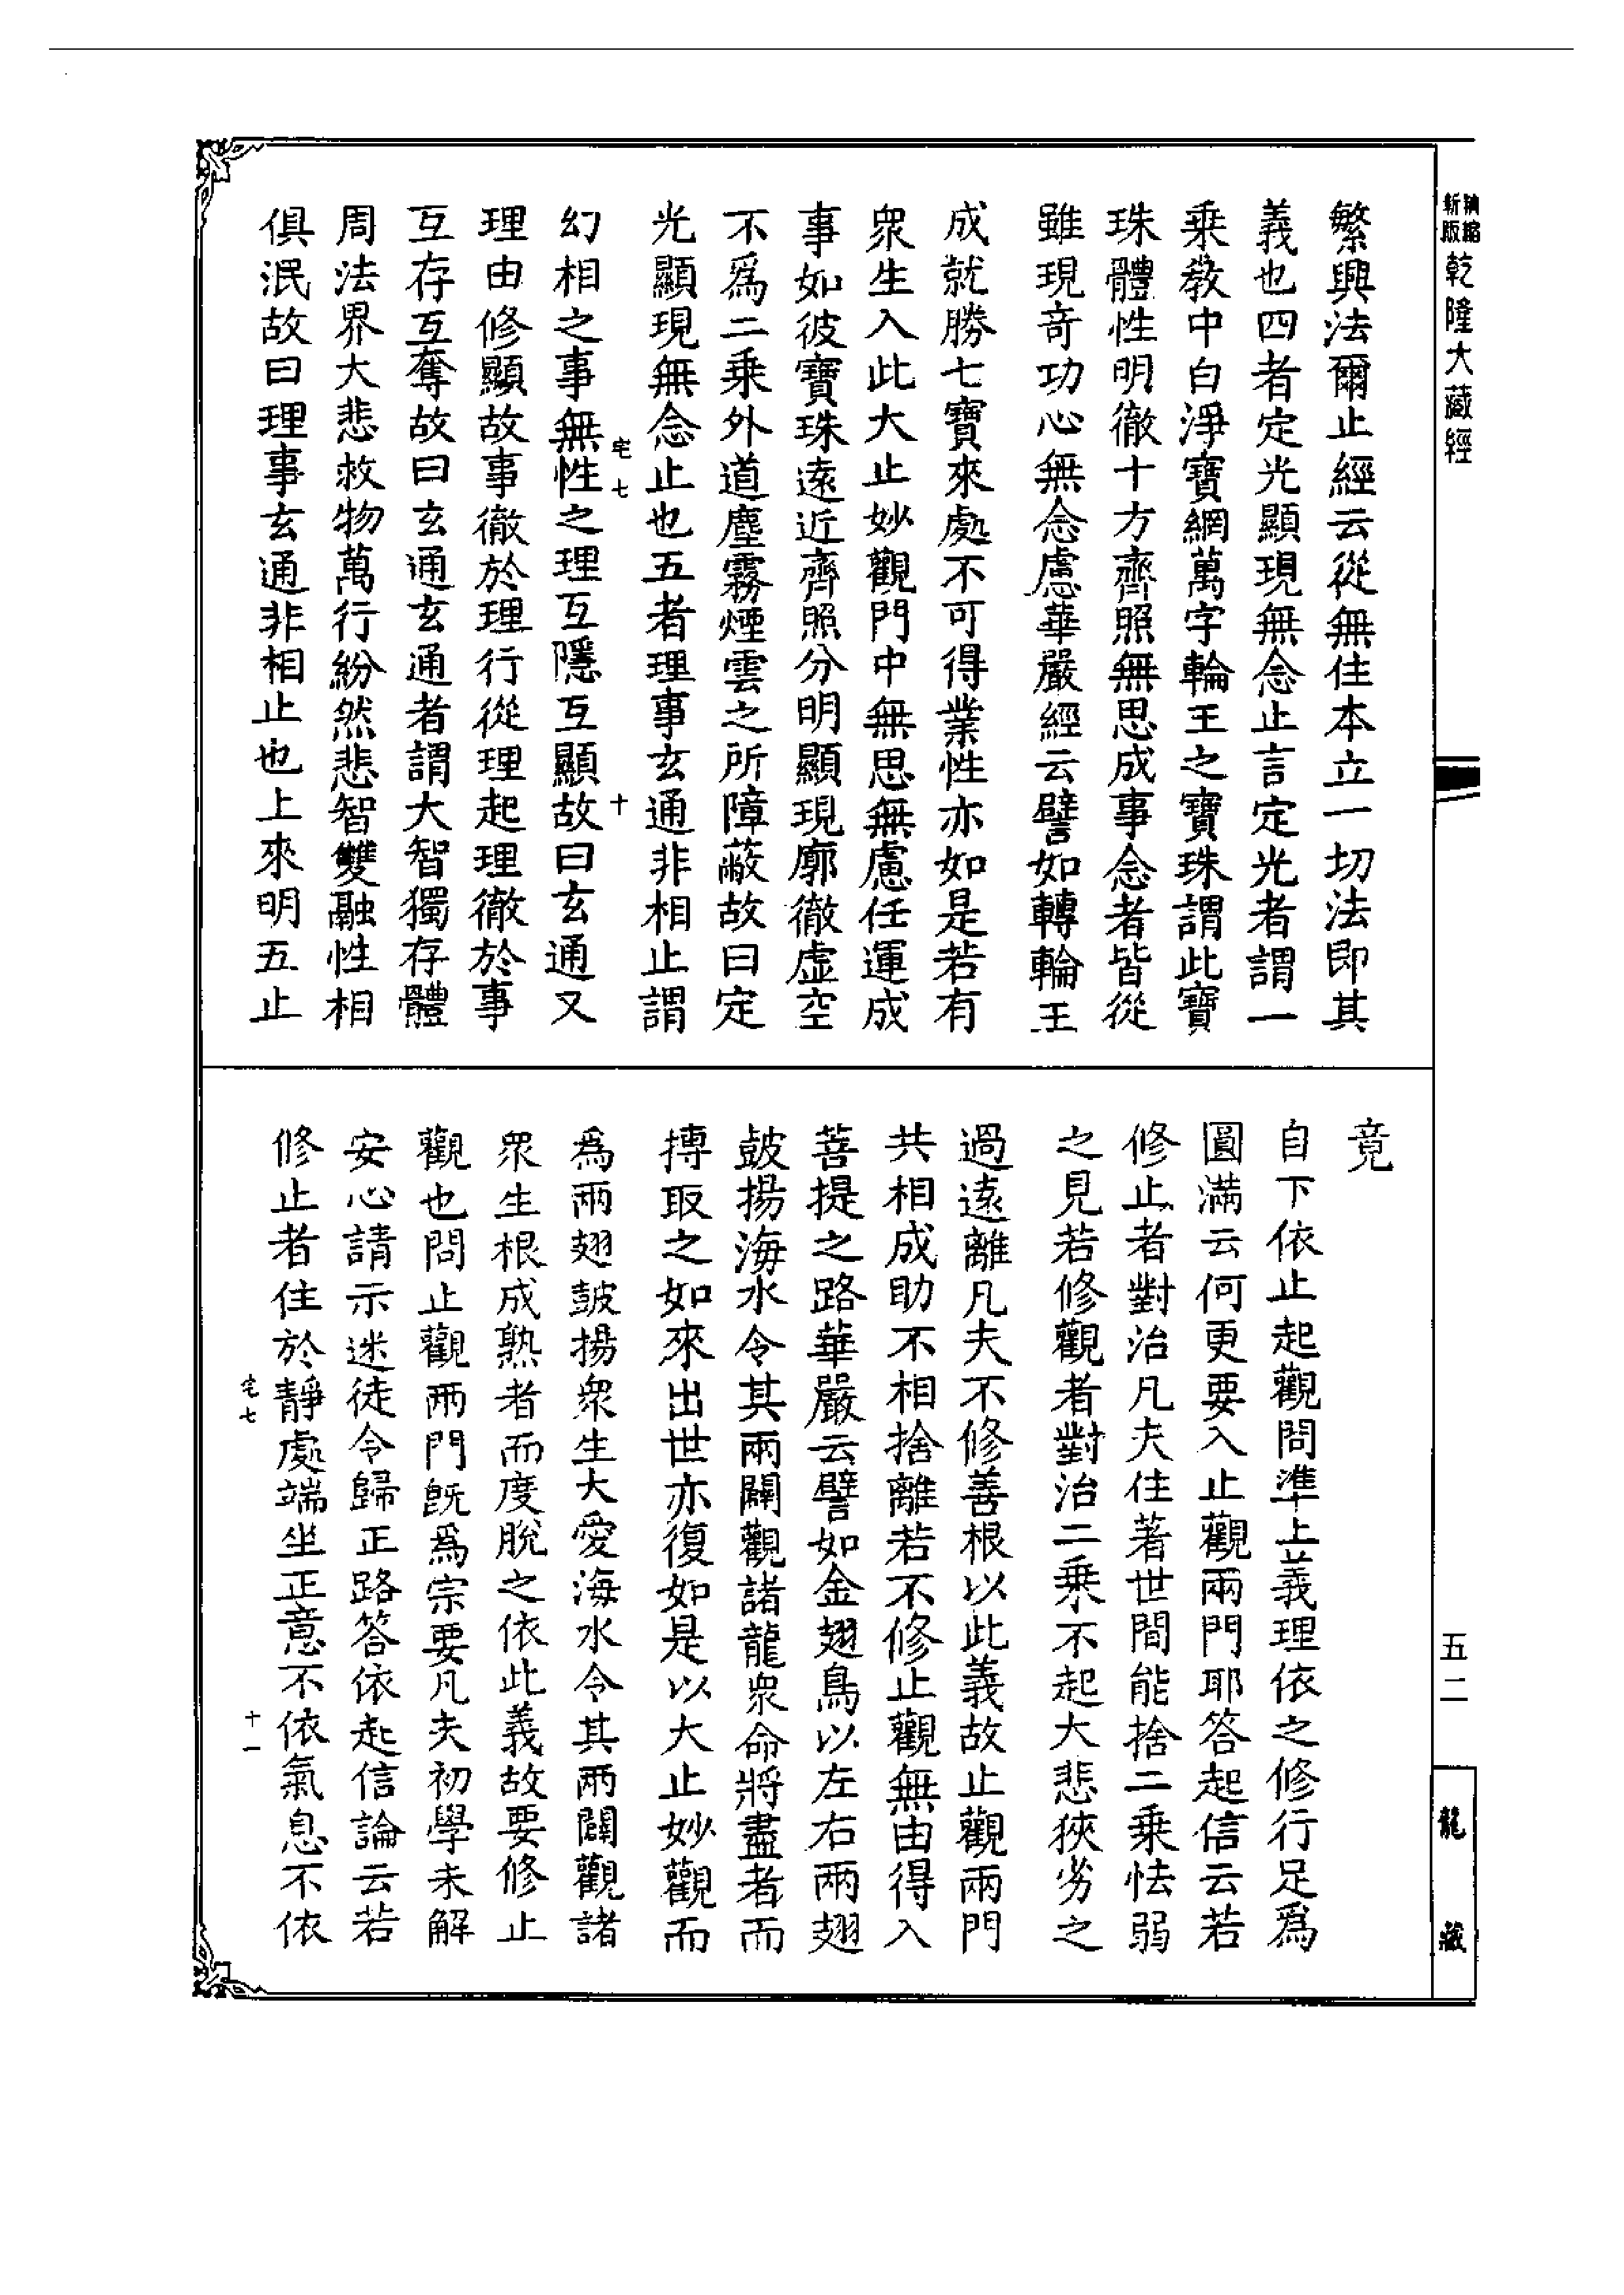 精縮
新版
乾隆大藏經
繁興法爾止經云從無住本立一切法即其
義也四者定光顯現無念止言定光者謂一
乘教中白淨寶網萬字輪王之寶珠謂此寶
珠體性明徹十方齊照無思成事念者皆從
雖現奇功心無念慮華嚴經云譬如轉輪王
成就勝七寶來處不可得業性亦如是若有
衆生入此大止妙觀門中無思無慮任運成
事如彼寶珠遠近齊照分明顯現廓徹虛空
不爲二乘外道塵霧煙雲之所障蔽故曰定
光顯現無念止也五者理事玄通非相止謂
宅七
十
幻相之事無性之理互隱互顯故曰玄通又
理由修顯故事徹於理行從理起理徹於事
互存互奪故曰玄通玄通者謂大智獨存體
周法界大悲救物萬行紛然悲智雙融性相
俱泯故曰理事玄通非相止也上來明五止
竟
自下依止起觀問準上義理依之修行足爲
圓滿云何更要入止觀兩門耶答起信云若
修止者對治凡夫住著世間能捨二乘怯弱
之見若修觀者對治二乘不起大悲狹劣之
過遠離凡夫不修善根以此義故止觀兩門
共相成助不相捨離若不修止觀無由得入
菩提之路華嚴云譬如金翅鳥以左右兩翅
鼓揚海水令其兩闢觀諸龍衆命將盡者而
搏取之如來出世亦復如是以大止妙觀而
爲兩翅鼓揚衆生大愛海水令其兩闢觀諸
衆生根成熟者而度脫之依此義故要修止
觀也問止觀兩門旣爲宗要凡夫初學未解
安心請示迷徒令歸正路答依起信論云若
修止者住於靜處端坐正意不依氣息不依
宅七
十一
五二
龍藏